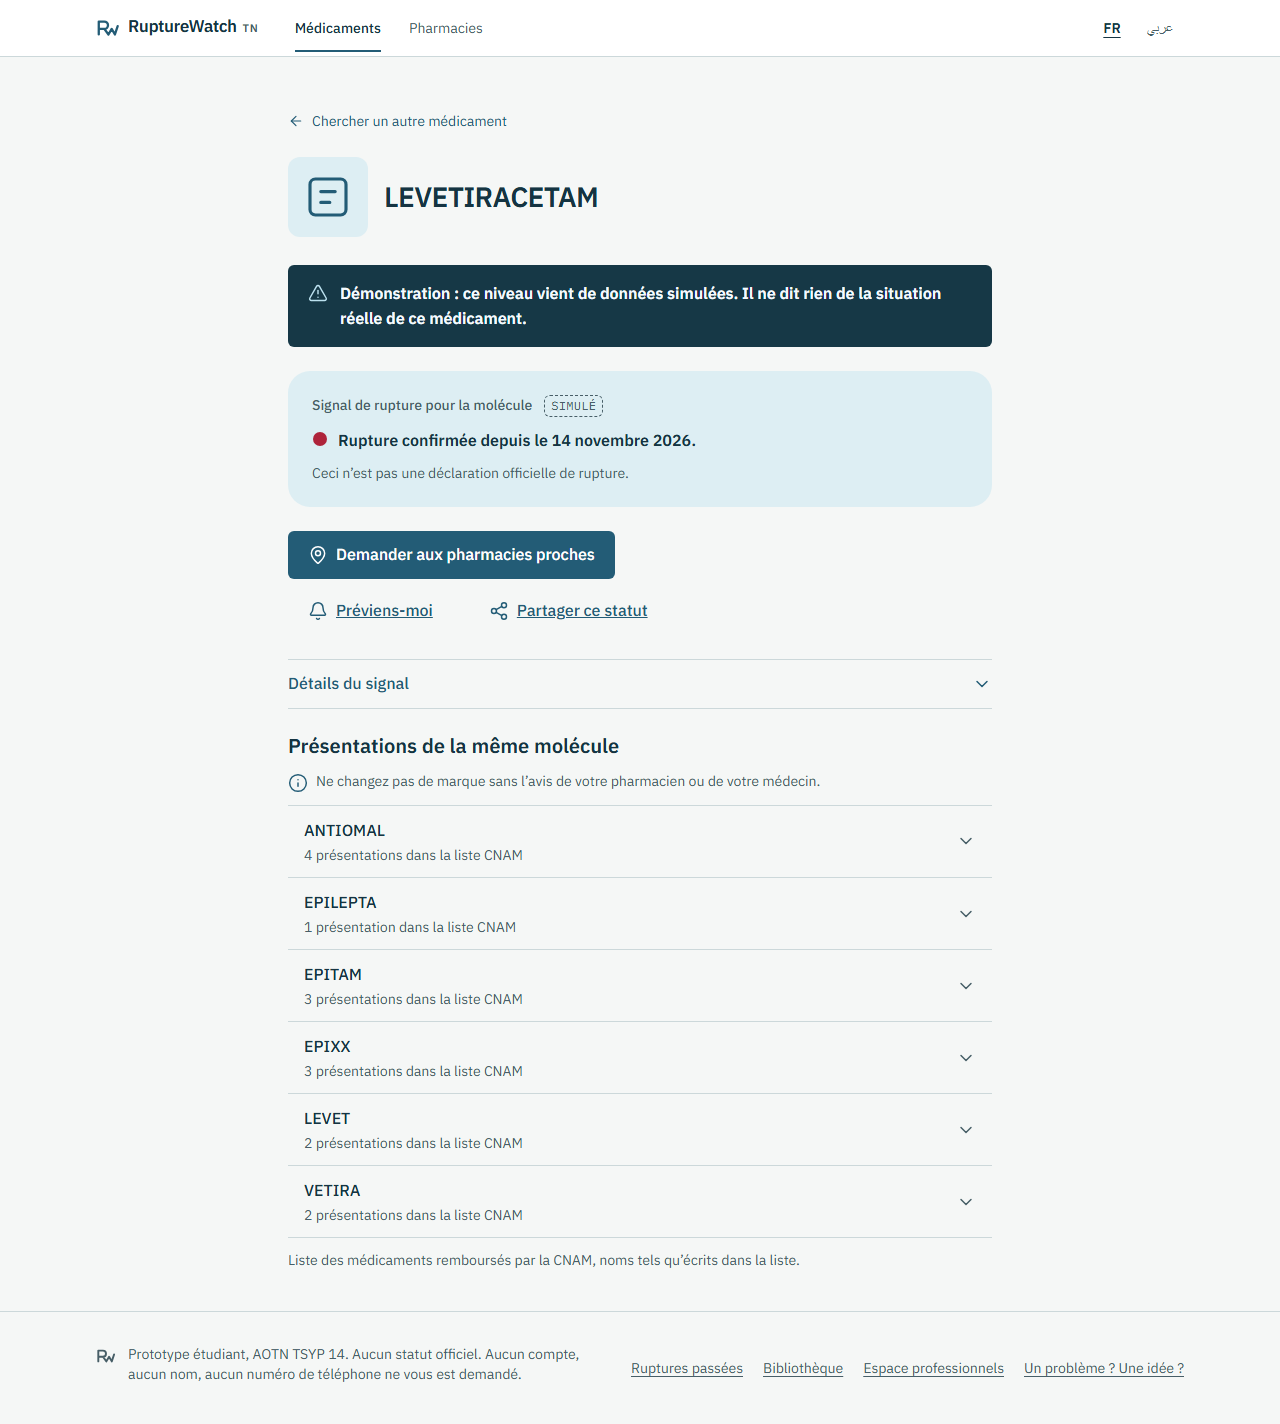 RuptureWatch TN
Médicaments
Pharmacies
FR
عربي
Chercher un autre médicament
LEVETIRACETAM
Démonstration : ce niveau vient de données simulées. Il ne dit rien de la situation
réelle de ce médicament.
Signal de rupture pour la molécule
SIMULÉ
Rupture confirmée depuis le 14 novembre 2026.
Ceci n’est pas une déclaration officielle de rupture.
Demander aux pharmacies proches
Préviens-moi
Partager ce statut
Détails du signal
Présentations de la même molécule
Ne changez pas de marque sans l’avis de votre pharmacien ou de votre médecin.
ANTIOMAL
4 présentations dans la liste CNAM
EPILEPTA
1 présentation dans la liste CNAM
EPITAM
3 présentations dans la liste CNAM
EPIXX
3 présentations dans la liste CNAM
LEVET
2 présentations dans la liste CNAM
VETIRA
2 présentations dans la liste CNAM
Liste des médicaments remboursés par la CNAM, noms tels qu’écrits dans la liste.
Prototype étudiant, AOTN TSYP 14. Aucun statut officiel. Aucun compte,
aucun nom, aucun numéro de téléphone ne vous est demandé.
Ruptures passées
Bibliothèque
Espace professionnels
Un problème ? Une idée ?